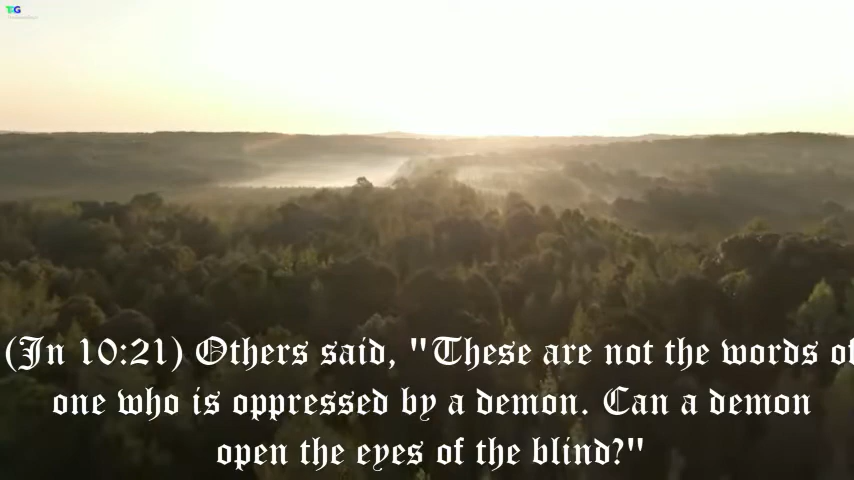 TSG
(Jn 10:21) Others said, "These are not the words of
one who is oppressed by a demon. Can a demon
open the eyes of the blind?"